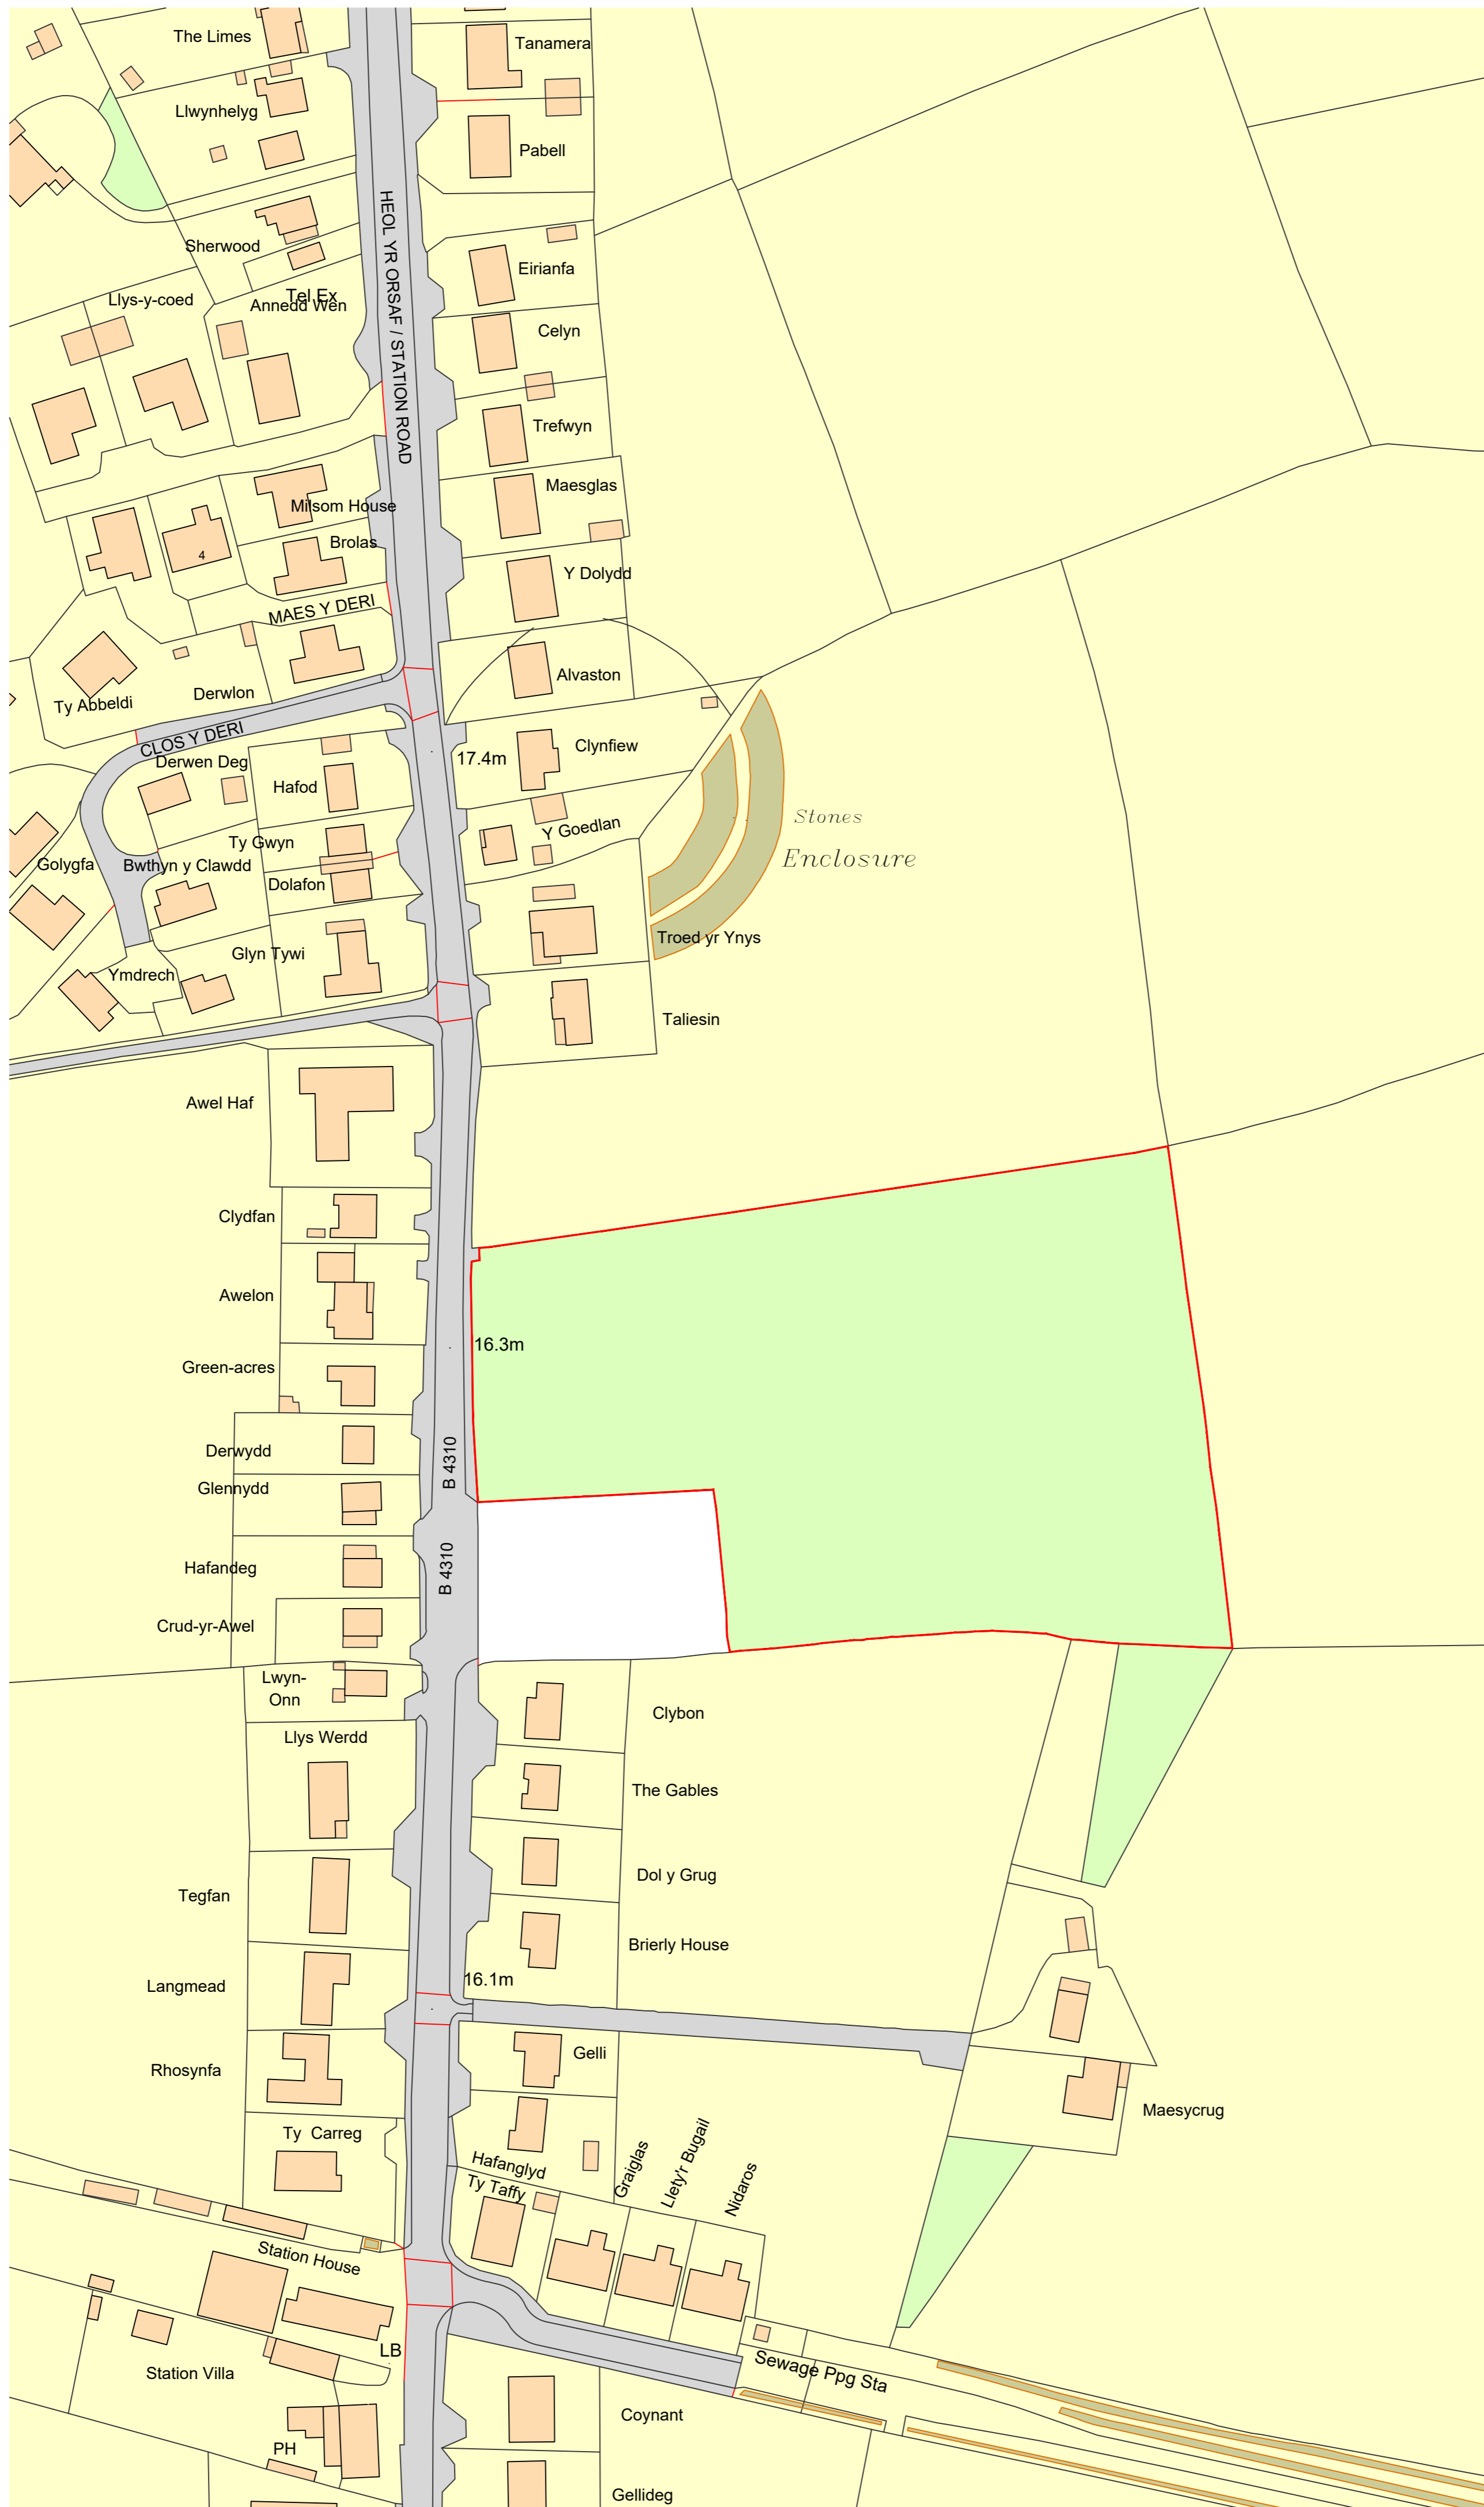 The Limes
Tanamera
Llwynhelyg
Pabell
HEOL YR ORSAF / STATION ROAD
Sherwood
Eirianfa
Llys-y-coed
Tel Ex
Annedd Wen
Celyn
Trefwyn
Maesglas
Milsom House
Brolas
4
Y Dolydd
MAES Y DERI
Alvaston
Derwlon
Ty Abbeldi
CLOS Y DERI
17.4m
Clynfiew
Derwen Deg
Hafod
Stones
Y Goedlan
Ty Gwyn
Enclosure
Golygfa
Bwthyn y Clawdd
Dolafon
Troed yr Ynys
Glyn Tywi
Ymdrech
Taliesin
Awel Haf
Clydfan
Awelon
16.3m
Green-acres
Derwydd
B 4310
Glennydd
Hafandeg
B 4310
Crud-yr-Awel
Lwyn-
Onn
Clybon
Llys Werdd
The Gables
Dol y Grug
Tegfan
Brierly House
16.1m
Langmead
Gelli
Rhosynfa
Maesycrug
Ty Carreg
Hafanglyd
Graiglas
Llety'r Bugail
Nidaros
Ty Taffy
Station House
LB
Sewage Ppg Sta
Station Villa
Coynant
PH
Gellideg